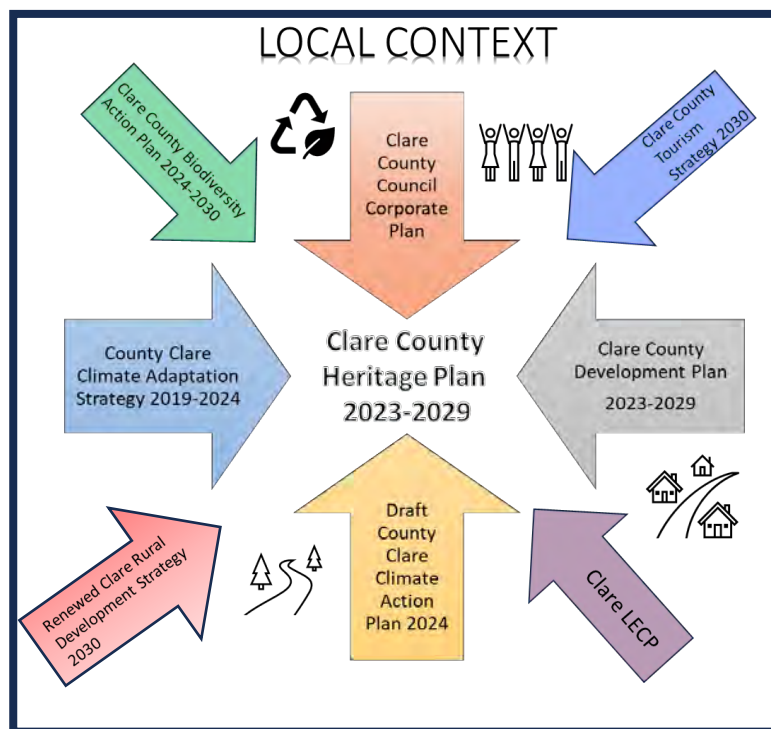 LOCAL CONTEXT
Clare County Biodiversity
Action Plan 2024-2030
Clare
County
Council
Corporate
Plan
Clare County
Tourism
Strategy 2030
County Clare
Climate Adaptation
Strategy 2019-2024
Clare County
Heritage Plan
2023-2029
Clare County
Development Plan
2023-2029
Renewed Clare Rural
Development Strategy
2030
Draft
County
Clare
Climate
Action
Plan 2024
Clare LECP